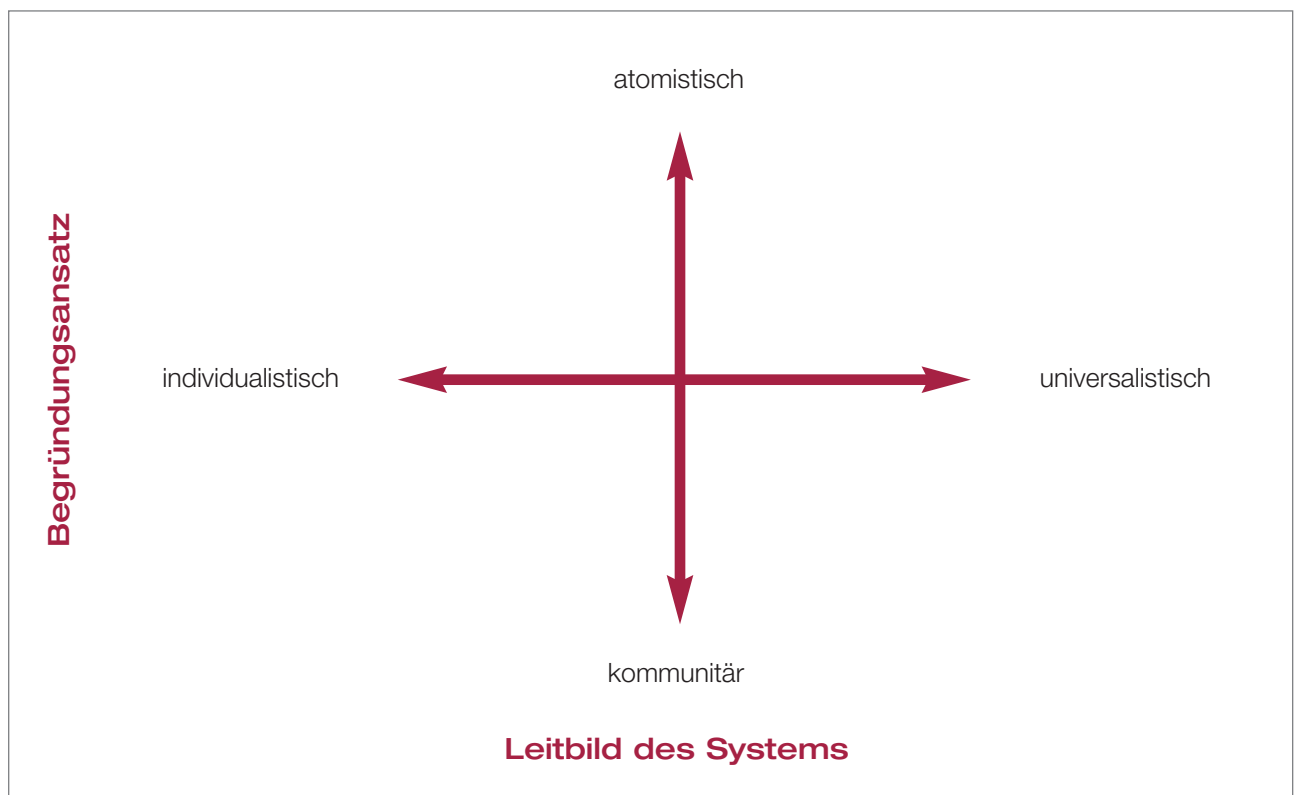 atomistisch
Begründungsansatz
individualistisch
universalistisch
kommunitär
Leitbild des Systems